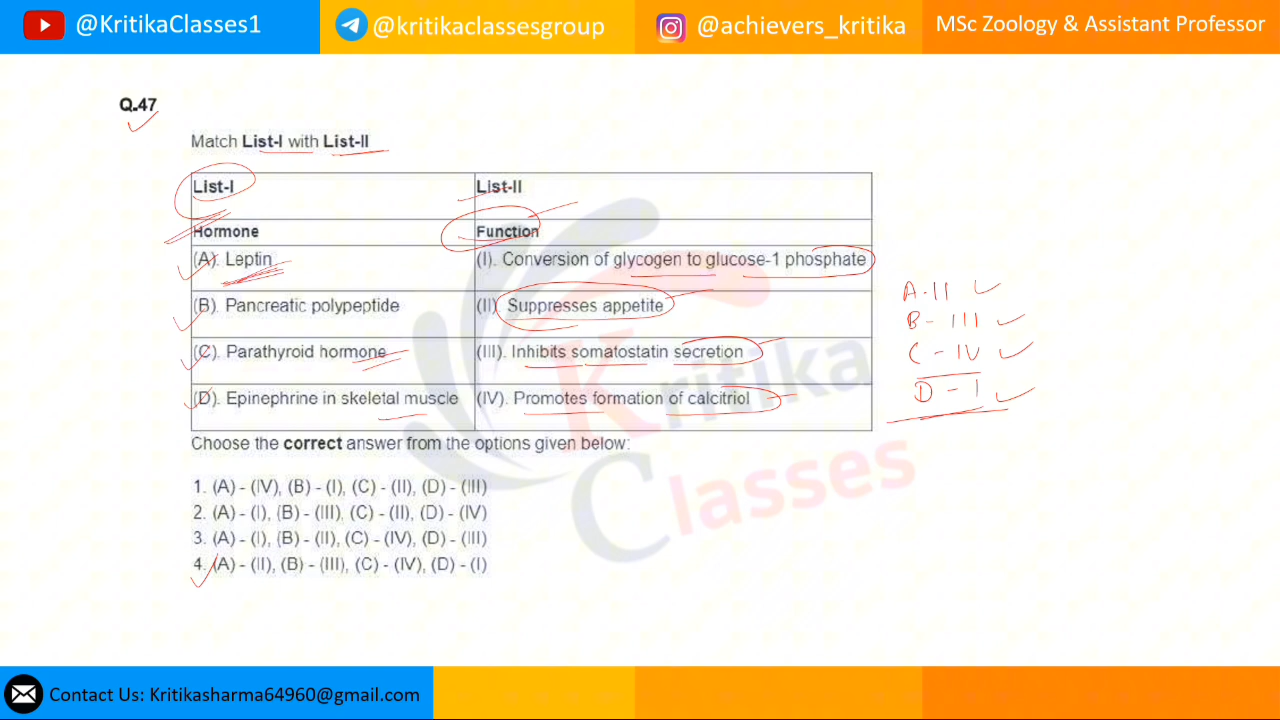 @KritikaClasses1 @kritikaclassesgroup @achievers_kritika MSc Zoology & Assistant Professor
Q.47
Match List-I with List-II
List-I List-II
Hormone Function
(A). Leptin (I). Conversion of glycogen to glucose-1 phosphate
(B). Pancreatic polypeptide (II) Suppresses appetite
(C). Parathyroid hormone (III). Inhibits somatostatin secretion
(D). Epinephrine in skeletal muscle (IV). Promotes formation of calcitriol
A-II
B-III
C-IV
D-I
Choose the correct answer from the options given below:
1. (A) - (IV), (B) - (I), (C) - (II), (D) - (III)
2. (A) - (I), (B) - (III), (C) - (II), (D) - (IV)
3. (A) - (I), (B) - (II), (C) - (IV), (D) - (III)
4. (A) - (II), (B) - (III), (C) - (IV), (D) - (I)
Kritika
Classes
Contact Us: Kritikasharma64960@gmail.com